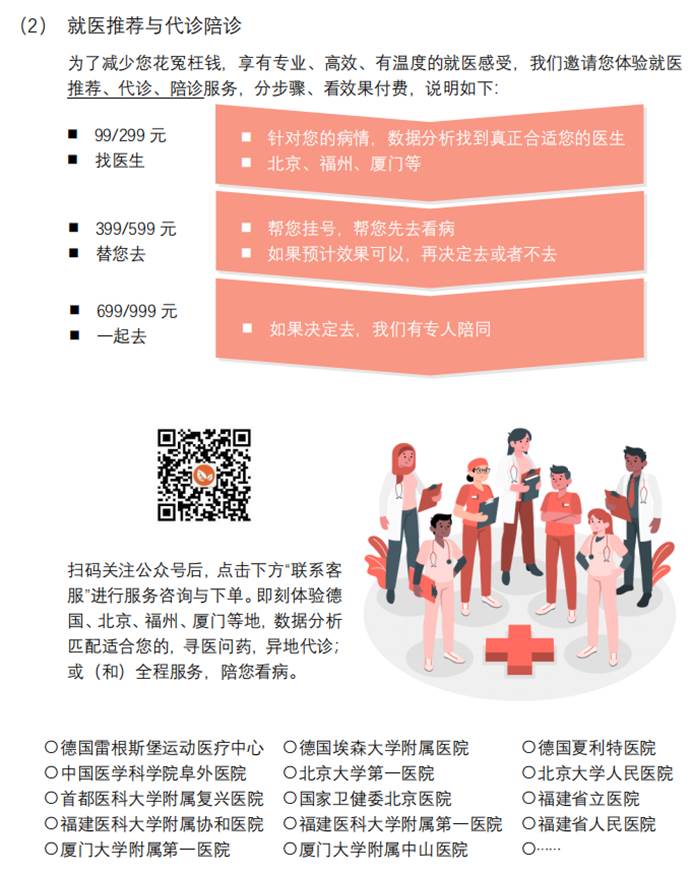 （2） 就医推荐与代诊陪诊
为了减少您花冤枉钱，享有专业、高效、有温度的就医感受，我们邀请您体验就医
推荐、代诊、陪诊服务，分步骤、看效果付费，说明如下：
■ 99/299 元
■ 找医生
■ 针对您的病情，数据分析找到真正合适您的医生
■ 北京、福州、厦门等
■ 399/599 元
■ 替您去
■ 帮您挂号，帮您先去看病
■ 如果预计效果可以，再决定去或者不去
■ 699/999 元
■ 一起去
■ 如果决定去，我们有专人陪同
扫码关注公众号后，点击下方“联系客
服”进行服务咨询与下单。即刻体验德
国、北京、福州、厦门等地，数据分析
匹配适合您的，寻医问药，异地代诊；
或（和）全程服务，陪您看病。
〇德国雷根斯堡运动医疗中心 〇德国埃森大学附属医院 〇德国夏利特医院
〇中国医学科学院阜外医院 〇北京大学第一医院 〇北京大学人民医院
〇首都医科大学附属复兴医院 〇国家卫健委北京医院 〇福建省立医院
〇福建医科大学附属协和医院 〇福建医科大学附属第一医院 〇福建省人民医院
〇厦门大学附属第一医院 〇厦门大学附属中山医院 〇……